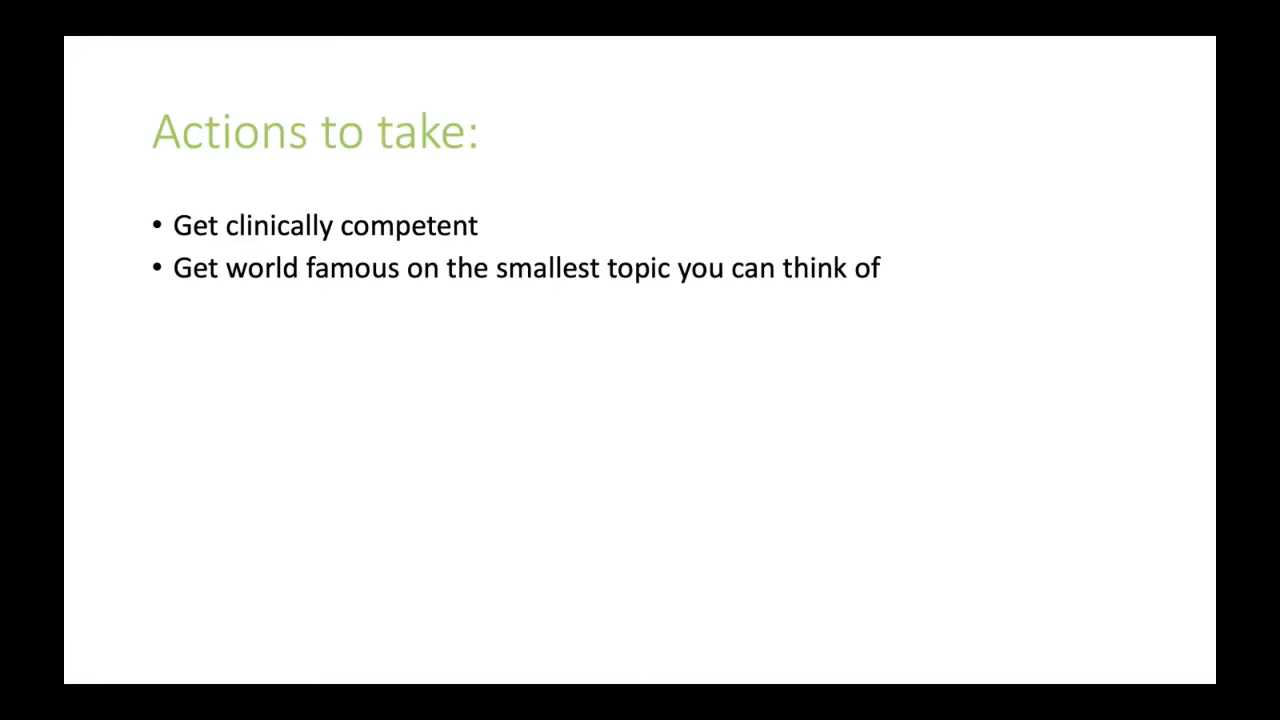 Actions to take:
• Get clinically competent
• Get world famous on the smallest topic you can think of